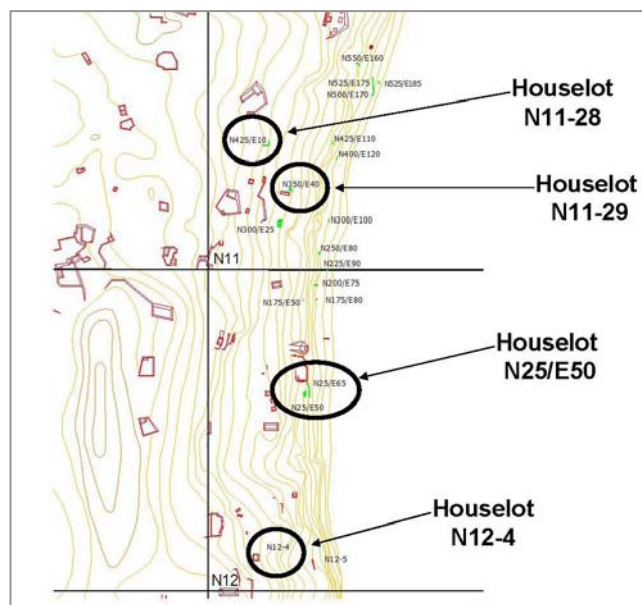 N550/E160
N525/E175
N525/E185
N500/E170
Houselot
N11-28
N425/E10
N425/E110
N400/E120
Houselot
N11-29
N350/E40
N300/E100
N300/E25
N250/E80
N11
N225/E90
N200/E75
N175/E50
N175/E80
Houselot
N25/E50
N25/E65
N25/E50
Houselot
N12-4
N12-4
N12-5
N12